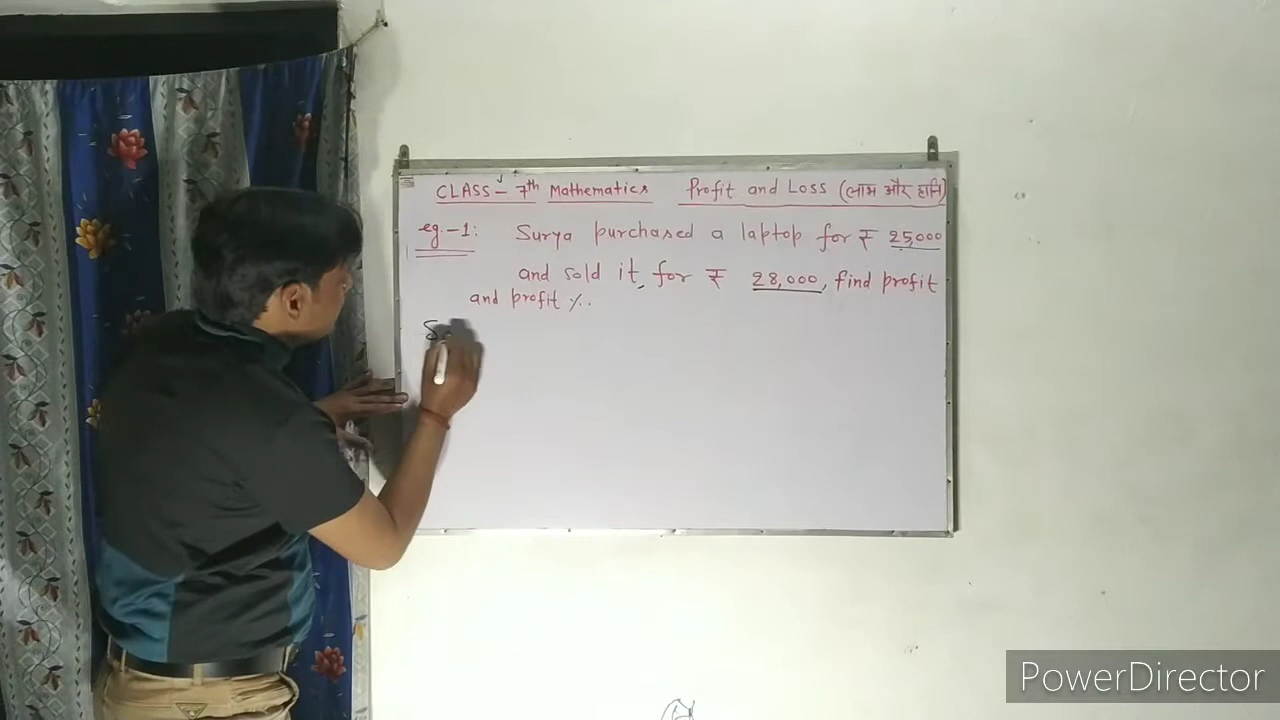 CLASS - 7th Mathematics Profit and Loss (लाभ और हानि)
eg.-1: Surya purchased a laptop for ₹ 25,000
and sold it, for ₹ 28,000, find profit
and profit %.
PowerDirector